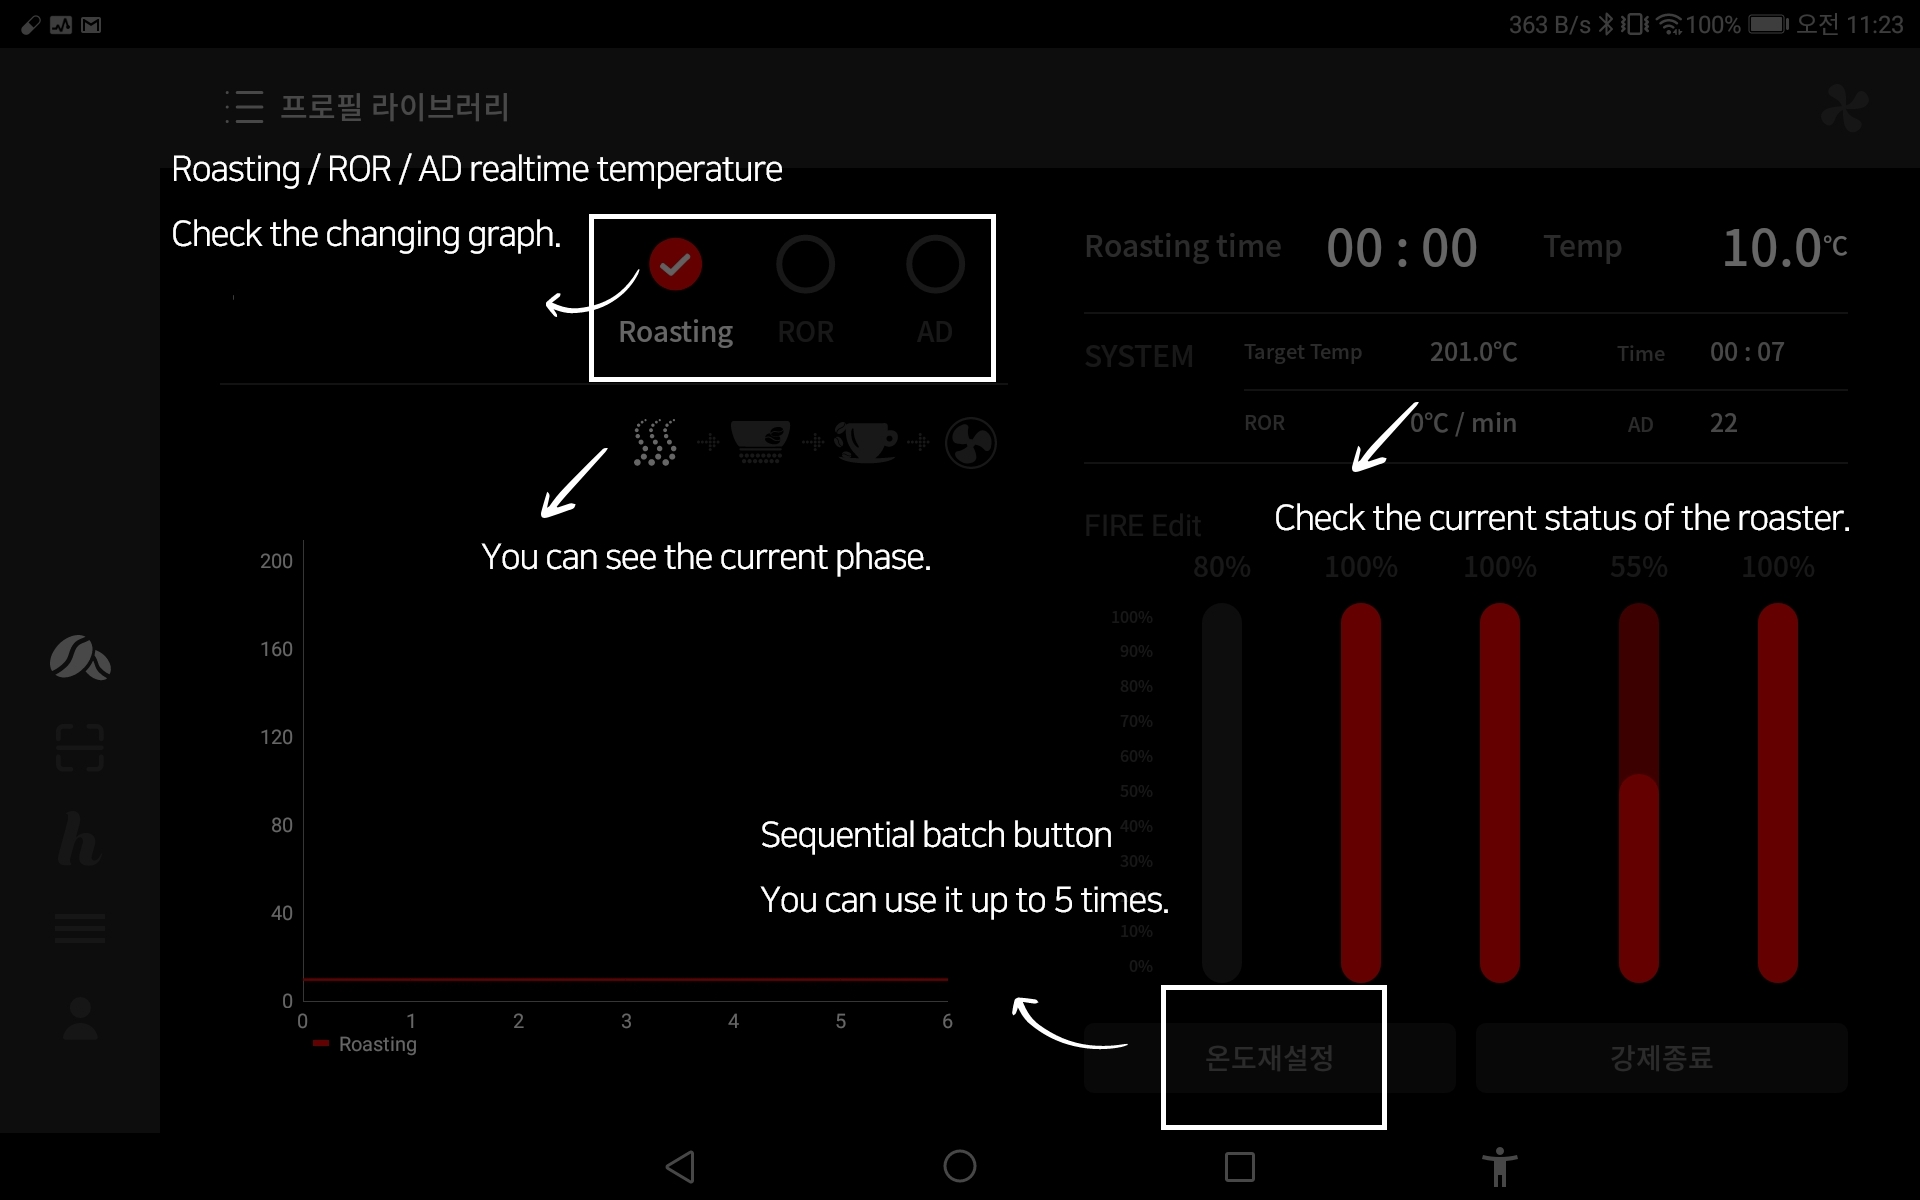 363 B/s 100% 오전 11:23
프로필 라이브러리
Roasting / ROR / AD realtime temperature
Check the changing graph.
Roasting ROR AD
Roasting time 00 : 00 Temp 10.0℃
SYSTEM Target Temp 201.0℃ Time 00 : 07
ROR 0℃ / min AD 22
You can see the current phase.
Check the current status of the roaster.
FIRE Edit
80% 100% 100% 55% 100%
100%
90%
80%
70%
60%
50%
40%
30%
10%
0%
200
160
120
80
40
0
0 1 2 3 4 5 6
Roasting
h
Sequential batch button
You can use it up to 5 times.
온도재설정 강제종료